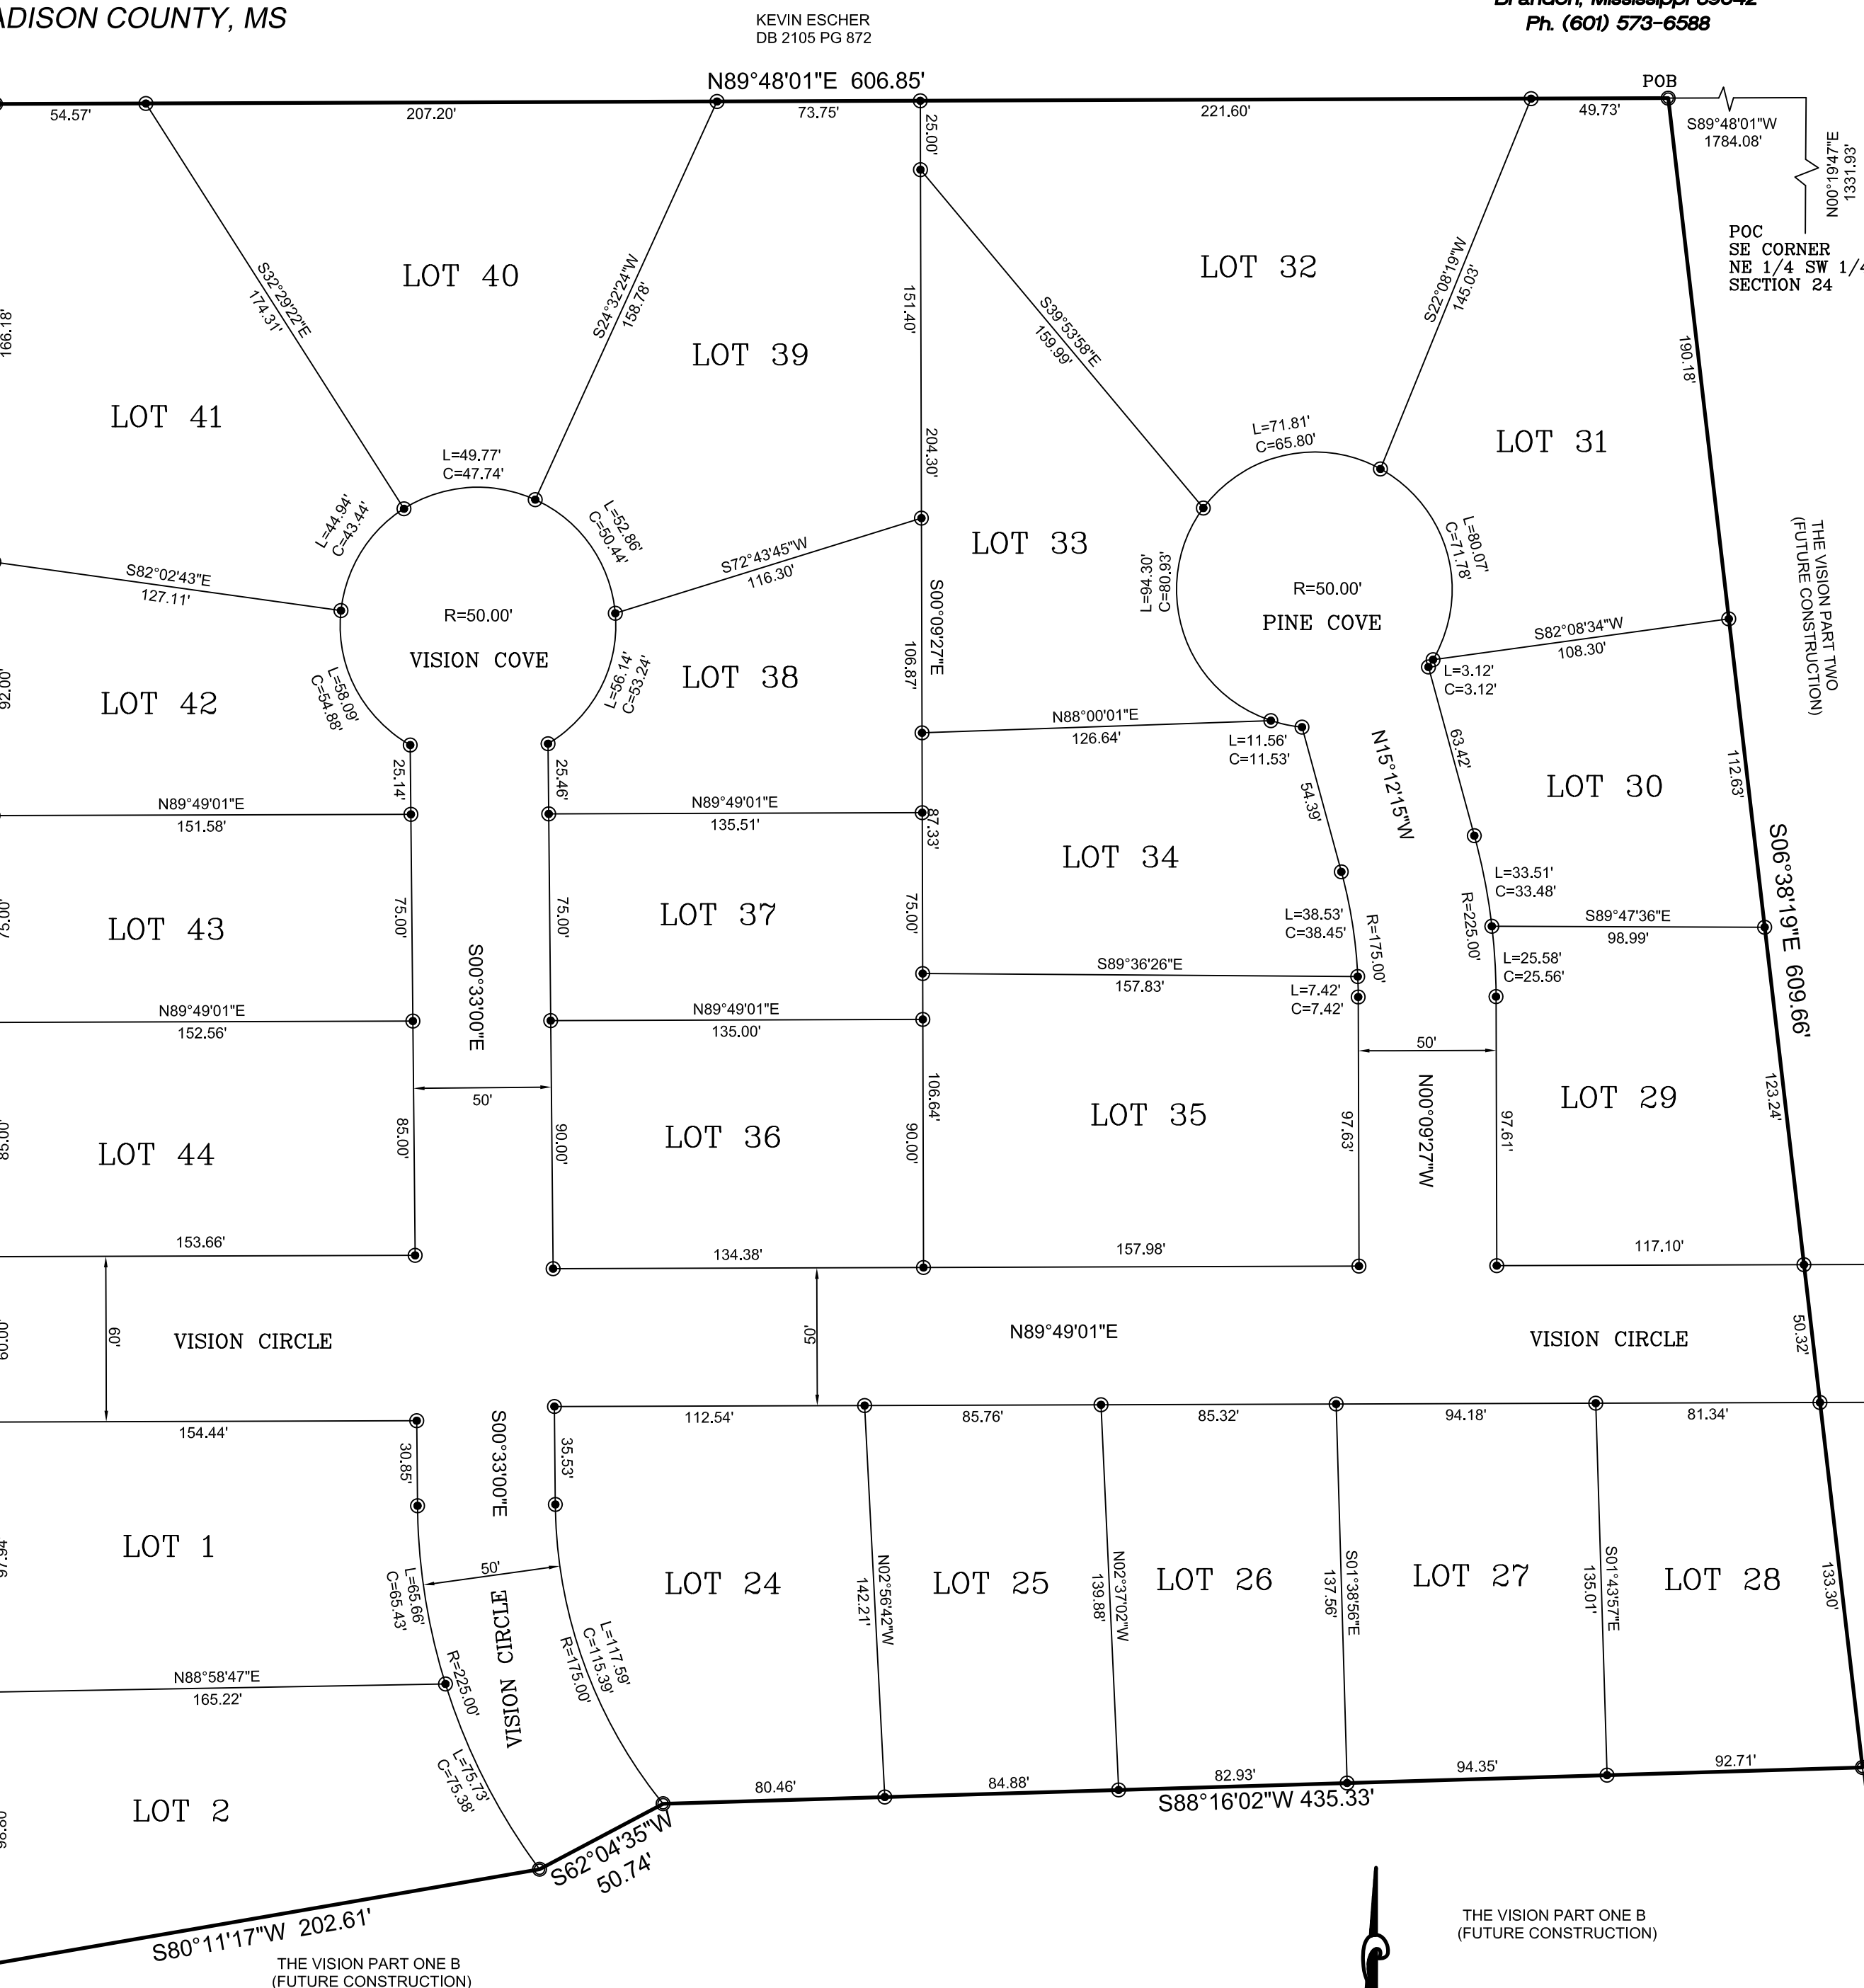 ADISON COUNTY, MS
KEVIN ESCHER
DB 2105 PG 872
Brandon, Mississippi 39042
Ph. (601) 573-6588
N89°48'01"E 606.85'
POB
54.57'
207.20'
73.75'
221.60'
49.73'
S89°48'01"W
1784.08'
N00°19'47"E
1331.93'
POC
SE CORNER
NE 1/4 SW 1/4
SECTION 24
25.00'
151.40'
204.30'
S00°09'27"E
106.87'
87.33'
75.00'
106.64'
90.00'
LOT 40
S32°29'22"E
174.31'
S24°32'24"W
158.78'
LOT 39
LOT 32
S39°53'58"E
159.99'
S22°08'19"W
145.03'
190.18'
166.18'
LOT 41
LOT 31
L=49.77'
C=47.74'
L=44.94'
C=43.44'
L=52.86'
C=50.44'
L=71.81'
C=65.80'
L=80.07'
C=71.78'
L=94.30'
C=80.93'
S82°02'43"E
127.11'
S72°43'45"W
116.30'
LOT 33
R=50.00'
VISION COVE
R=50.00'
PINE COVE
S82°08'34"W
108.30'
THE VISION PART TWO
(FUTURE CONSTRUCTION)
92.00'
LOT 42
L=58.09'
C=54.88'
L=56.14'
C=53.24'
LOT 38
L=3.12'
C=3.12'
N88°00'01"E
126.64'
L=11.56'
C=11.53'
63.42'
N15°12'15"W
54.39'
112.63'
25.14'
25.46'
N89°49'01"E
151.58'
N89°49'01"E
135.51'
LOT 30
LOT 34
S06°38'19"E 609.66'
75.00'
LOT 43
75.00'
75.00'
LOT 37
L=33.51'
C=33.48'
L=38.53'
C=38.45'
R=175.00'
R=225.00'
S89°47'36"E
98.99'
S00°33'00"E
S89°36'26"E
157.83'
L=25.58'
C=25.56'
L=7.42'
C=7.42'
N89°49'01"E
152.56'
N89°49'01"E
135.00'
50'
50'
85.00'
LOT 44
85.00'
90.00'
LOT 36
LOT 35
97.63'
N00°09'27"W
97.61'
LOT 29
123.24'
153.66'
134.38'
157.98'
117.10'
60.00'
60'
VISION CIRCLE
50'
N89°49'01"E
VISION CIRCLE
50.32'
154.44'
112.54'
85.76'
85.32'
94.18'
81.34'
30.85'
S00°33'00"E
35.53'
97.94'
LOT 1
L=65.66'
C=65.43'
50'
VISION CIRCLE
LOT 24
N02°56'42"W
142.21'
LOT 25
N02°37'02"W
139.88'
LOT 26
S01°38'56"E
137.56'
LOT 27
S01°43'57"E
135.01'
LOT 28
133.30'
L=117.59'
C=115.39'
R=175.00'
N88°58'47"E
165.22'
R=225.00'
LOT 2
L=75.73'
C=75.38'
80.46'
84.88'
82.93'
94.35'
92.71'
S88°16'02"W 435.33'
S62°04'35"W
50.74'
S80°11'17"W 202.61'
THE VISION PART ONE B
(FUTURE CONSTRUCTION)
THE VISION PART ONE B
(FUTURE CONSTRUCTION)